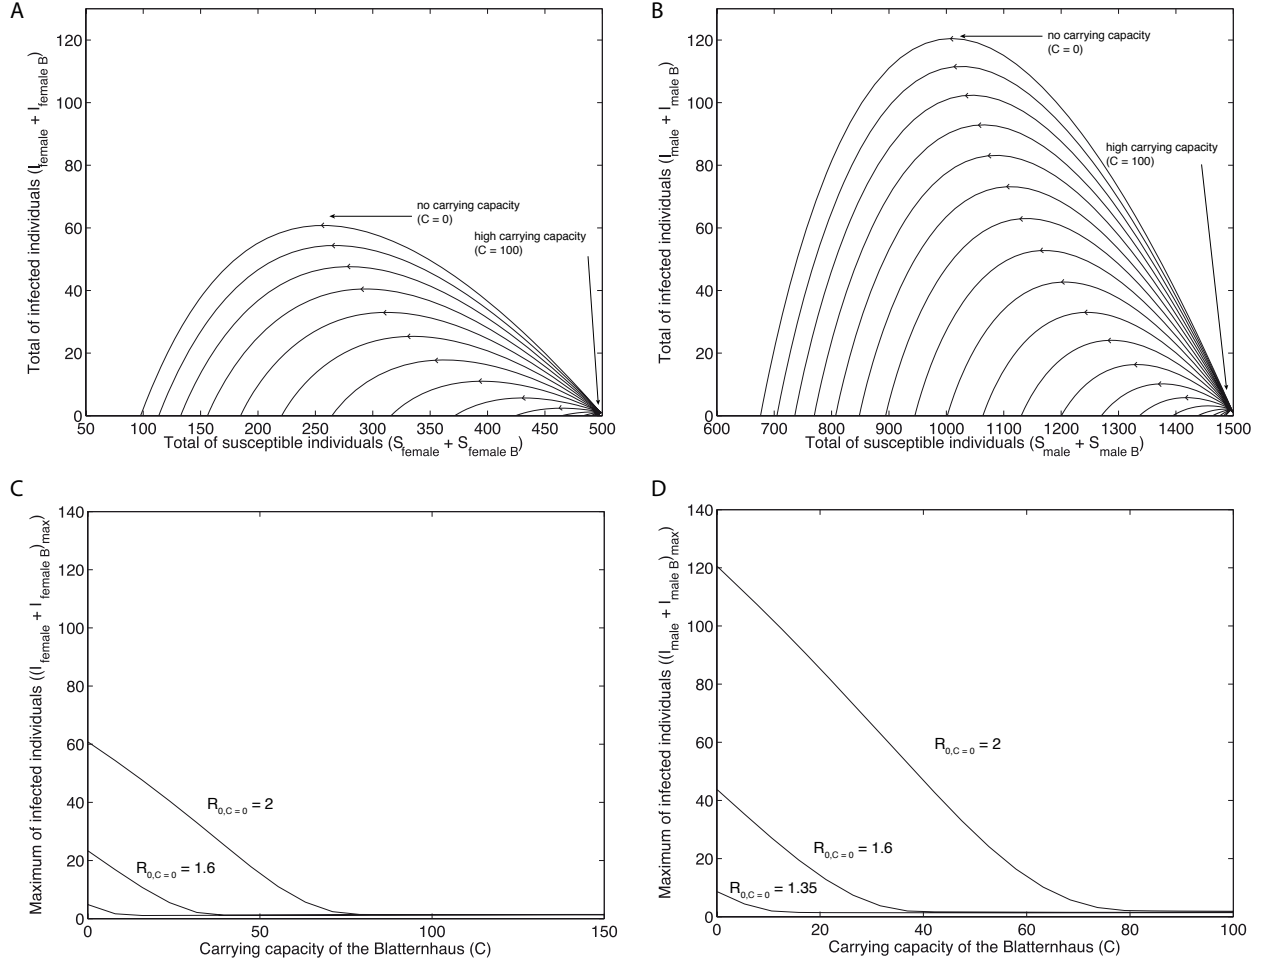 A
Total of infected individuals (I_female + I_female B)
120
100
80
60
40
20
0
no carrying capacity
(C = 0)
high carrying capacity
(C = 100)
50 100 150 200 250 300 350 400 450 500
Total of susceptible individuals (S_female + S_female B)
B
Total of infected individuals (I_male + I_male B)
120
100
80
60
40
20
0
no carrying capacity
(C = 0)
high carrying capacity
(C = 100)
600 700 800 900 1000 1100 1200 1300 1400 1500
Total of susceptible individuals (S_male + S_male B)
C
Maximum of infected individuals ((I_female + I_female B)_max)
140
120
100
80
60
40
20
0
R_0,C = 0 = 2
R_0,C = 0 = 1.6
0 50 100 150
Carrying capacity of the Blatternhaus (C)
D
Maximum of infected individuals ((I_male + I_male B)_max)
140
120
100
80
60
40
20
0
R_0,C = 0 = 2
R_0,C = 0 = 1.6
R_0,C = 0 = 1.35
0 20 40 60 80 100
Carrying capacity of the Blatternhaus (C)